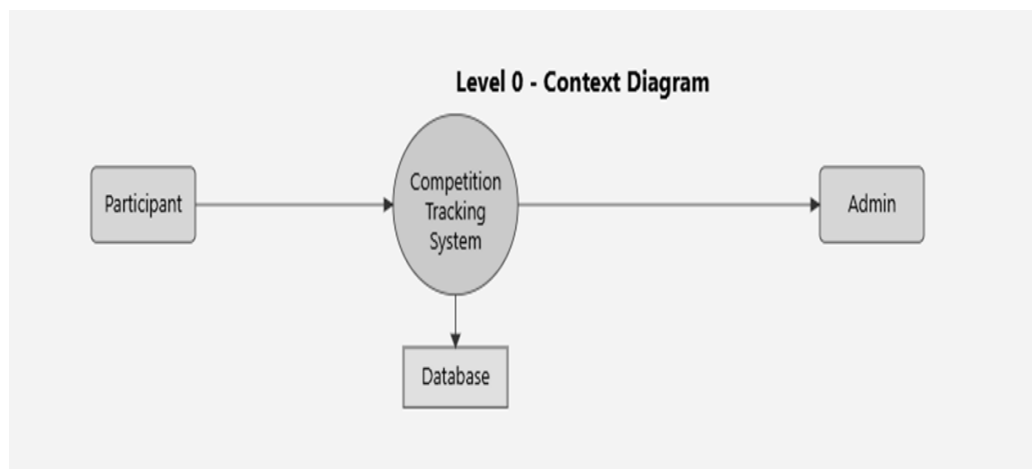 Level 0 - Context Diagram
Participant
Competition
Tracking
System
Admin
Database